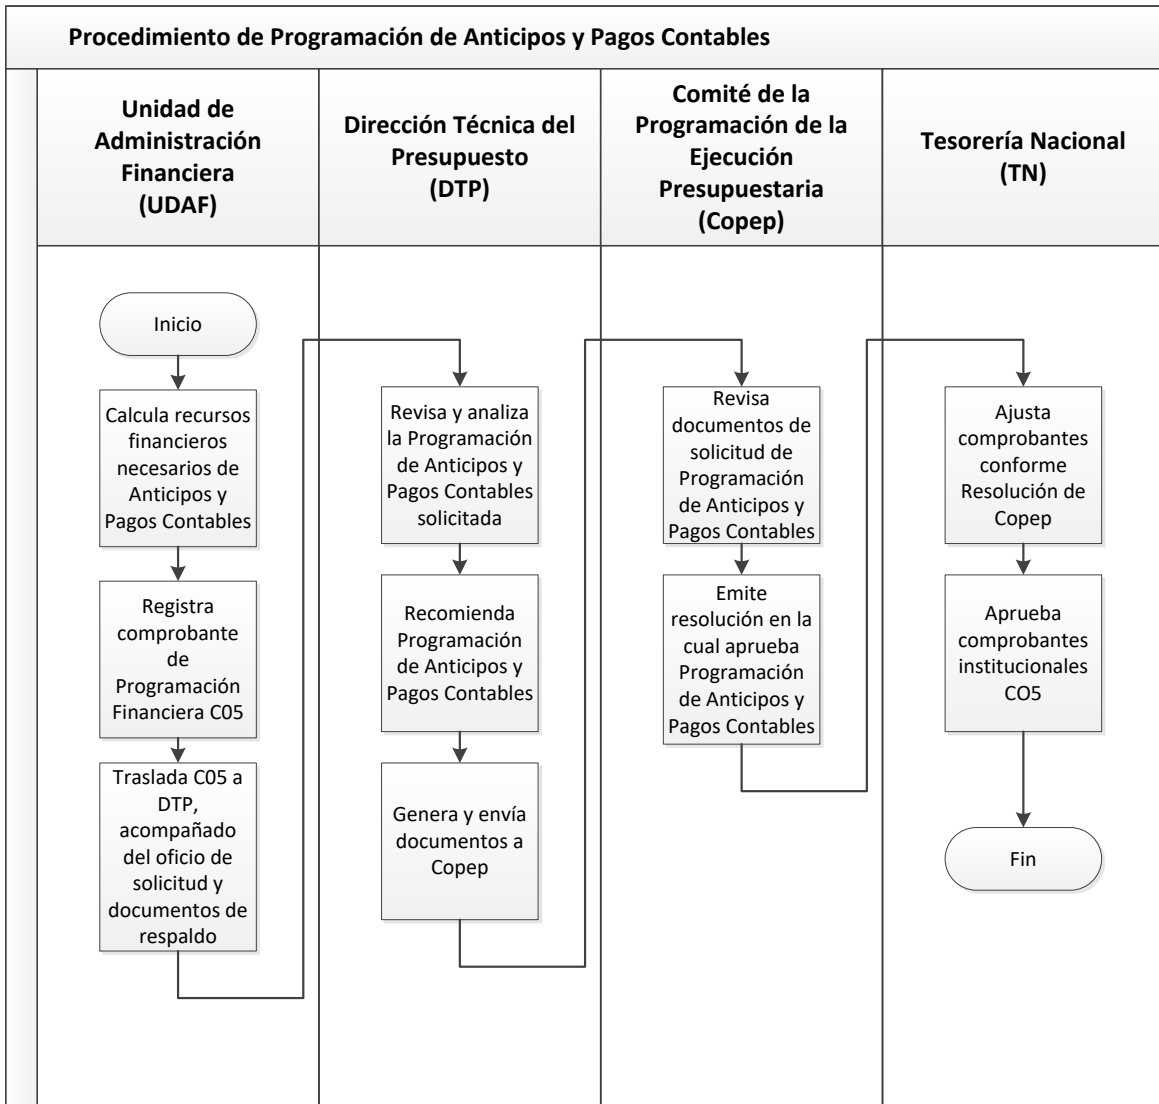 Procedimiento de Programación de Anticipos y Pagos Contables
Unidad de
Administración
Financiera
(UDAF)
Dirección Técnica del
Presupuesto
(DTP)
Comité de la
Programación de la
Ejecución
Presupuestaria
(Copep)
Tesorería Nacional
(TN)
Inicio
Calcula recursos
financieros
necesarios de
Anticipos y
Pagos Contables
Registra
comprobante
de
Programación
Financiera C05
Traslada C05 a
DTP,
acompañado
del oficio de
solicitud y
documentos de
respaldo
Revisa y analiza
la Programación
de Anticipos y
Pagos Contables
solicitada
Recomienda
Programación
de Anticipos y
Pagos Contables
Genera y envía
documentos a
Copep
Revisa
documentos de
solicitud de
Programación
de Anticipos y
Pagos Contables
Emite
resolución en la
cual aprueba
Programación
de Anticipos y
Pagos Contables
Ajusta
comprobantes
conforme
Resolución de
Copep
Aprueba
comprobantes
institucionales
CO5
Fin